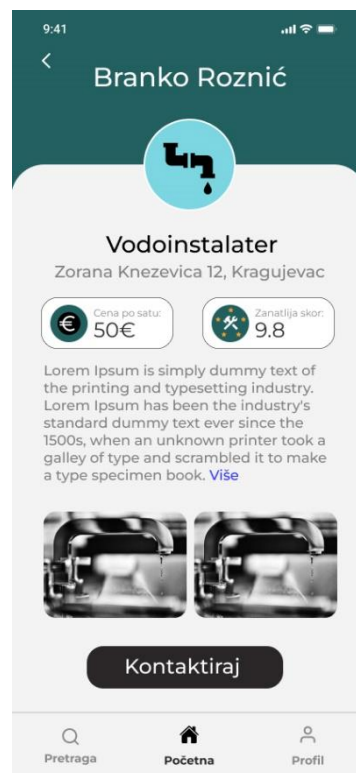 9:41
Branko Roznić
Vodoinstalater
Zorana Knezevica 12, Kragujevac
Cena po satu:
50€
Zanatlija skor:
9.8
Lorem Ipsum is simply dummy text of
the printing and typesetting industry.
Lorem Ipsum has been the industry's
standard dummy text ever since the
1500s, when an unknown printer took a
galley of type and scrambled it to make
a type specimen book. Više
Kontaktiraj
Pretraga
Početna
Profil